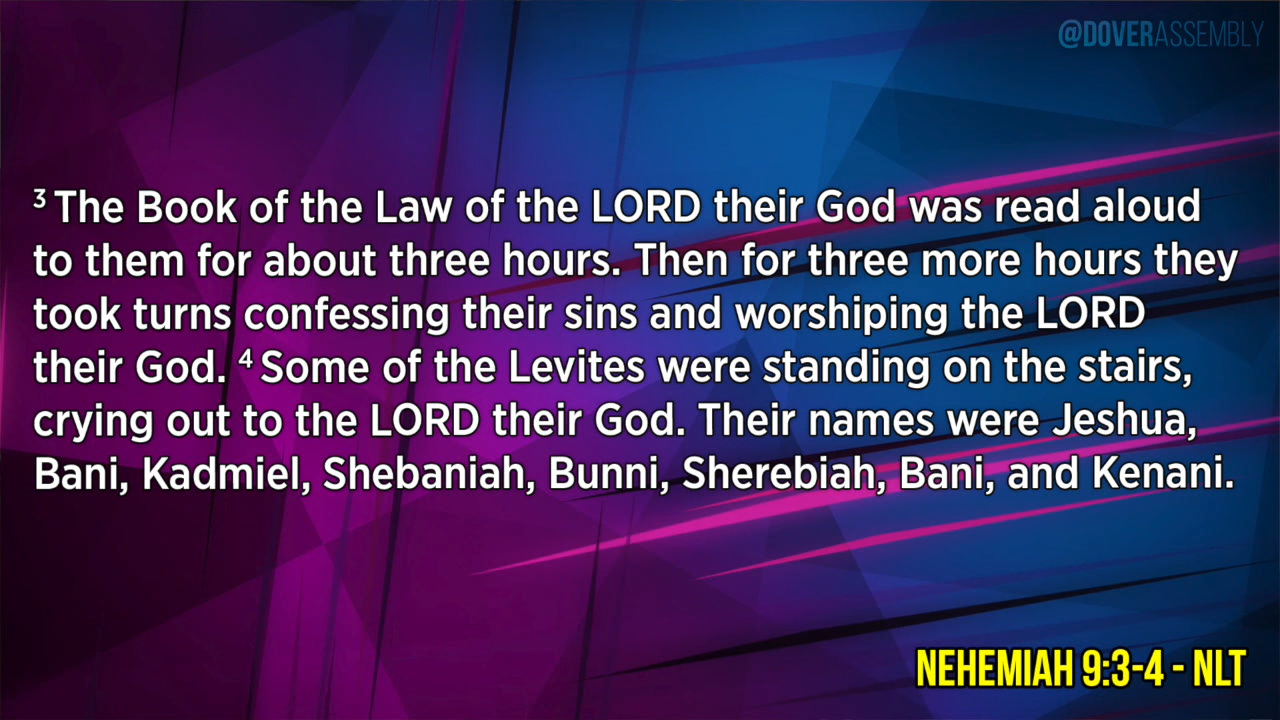 @DOVERASSEMBLY
³ The Book of the Law of the LORD their God was read aloud
to them for about three hours. Then for three more hours they
took turns confessing their sins and worshiping the LORD
their God. ⁴ Some of the Levites were standing on the stairs,
crying out to the LORD their God. Their names were Jeshua,
Bani, Kadmiel, Shebaniah, Bunni, Sherebiah, Bani, and Kenani.
NEHEMIAH 9:3-4 - NLT